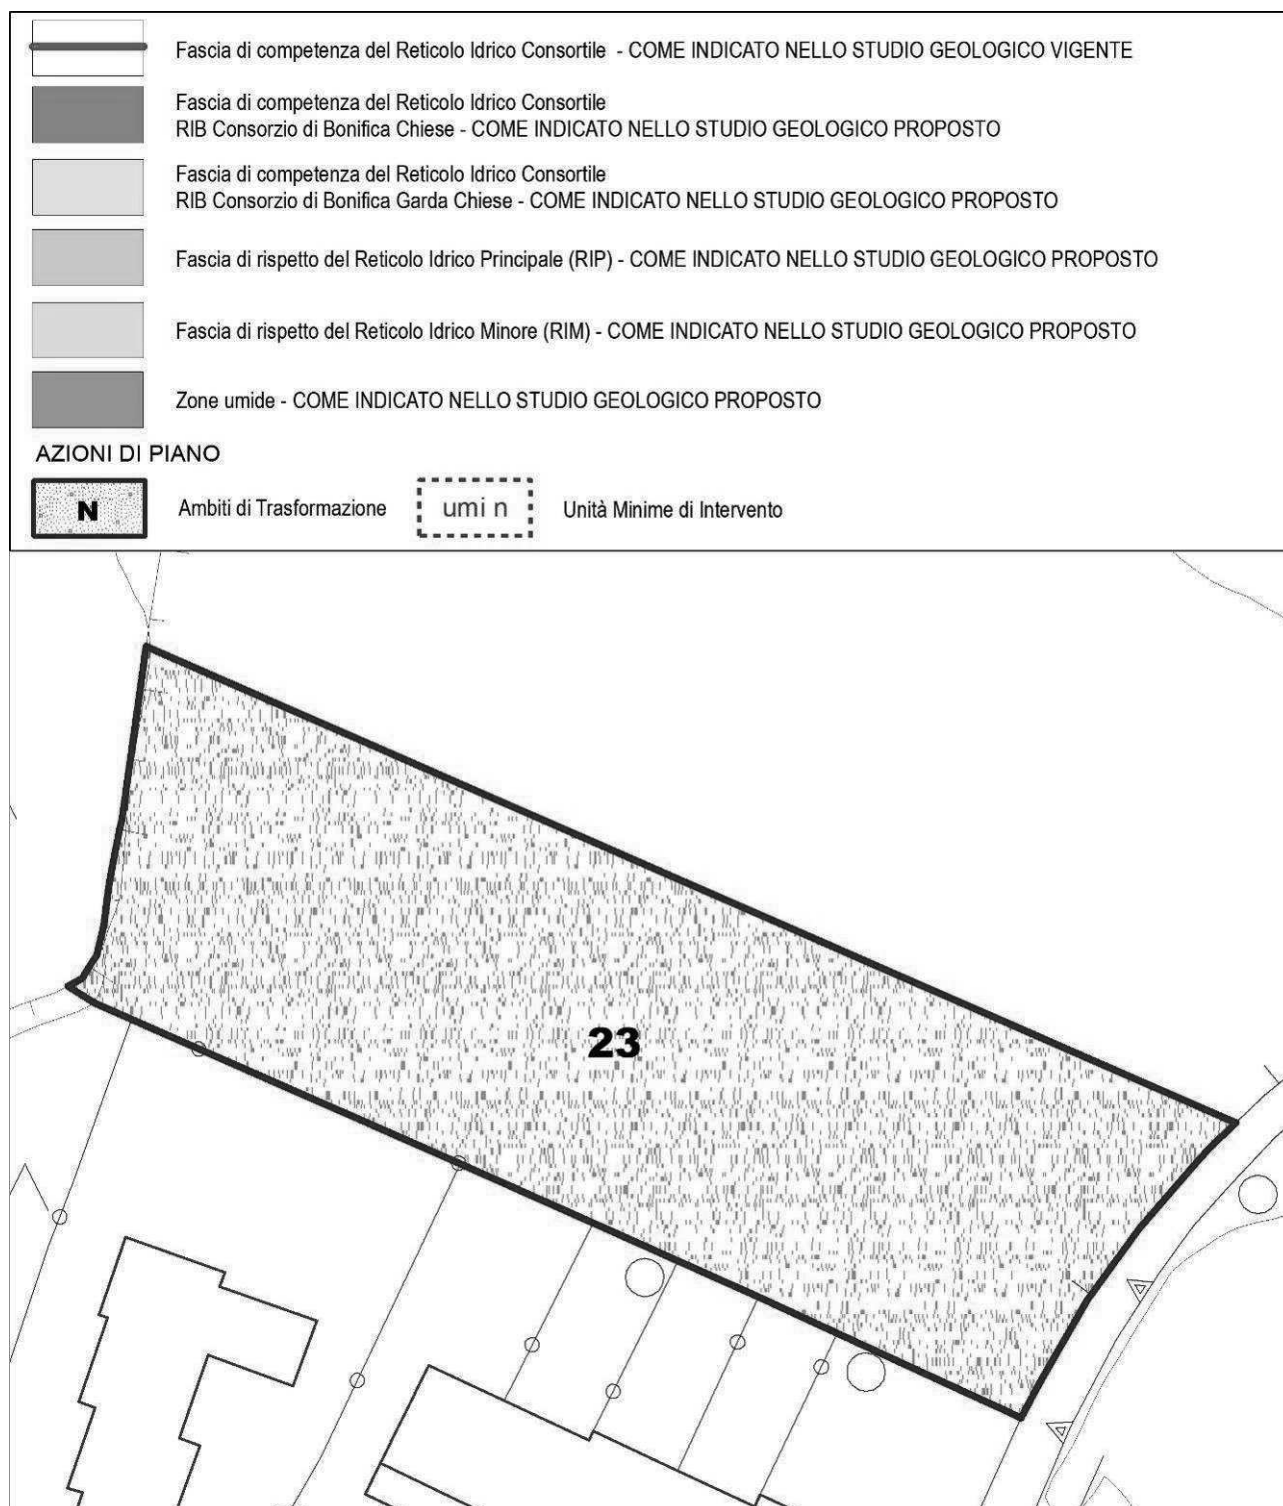 Fascia di competenza del Reticolo Idrico Consortile - COME INDICATO NELLO STUDIO GEOLOGICO VIGENTE
Fascia di competenza del Reticolo Idrico Consortile
RIB Consorzio di Bonifica Chiese - COME INDICATO NELLO STUDIO GEOLOGICO PROPOSTO
Fascia di competenza del Reticolo Idrico Consortile
RIB Consorzio di Bonifica Garda Chiese - COME INDICATO NELLO STUDIO GEOLOGICO PROPOSTO
Fascia di rispetto del Reticolo Idrico Principale (RIP) - COME INDICATO NELLO STUDIO GEOLOGICO PROPOSTO
Fascia di rispetto del Reticolo Idrico Minore (RIM) - COME INDICATO NELLO STUDIO GEOLOGICO PROPOSTO
Zone umide - COME INDICATO NELLO STUDIO GEOLOGICO PROPOSTO
AZIONI DI PIANO
N Ambiti di Trasformazione umi n Unità Minime di Intervento
23